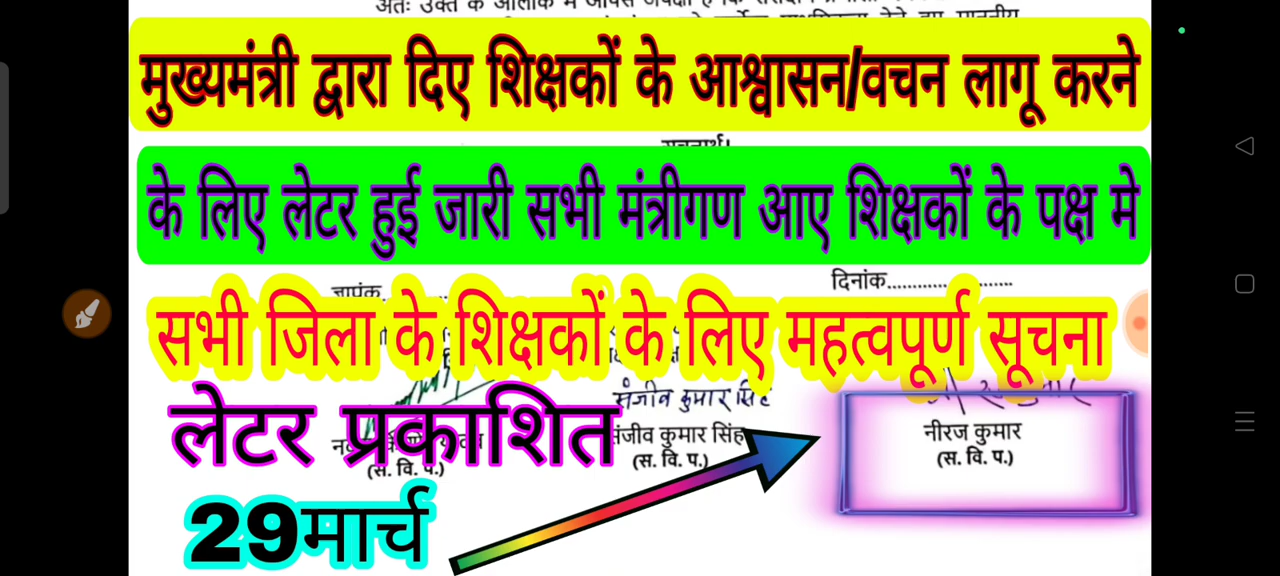 मुख्यमंत्री द्वारा दिए शिक्षकों के आश्वासन/वचन लागू करने
के लिए लेटर हुई जारी सभी मंत्रीगण आए शिक्षकों के पक्ष मे
ज्ञापंक
दिनांक.......................
सभी जिला के शिक्षकों के लिए महत्वपूर्ण सूचना
लेटर प्रकाशित
संजीव कुमार सिंह
संजीव कुमार सिंह
नीरज कुमार
(स. वि. प.)
(स. वि. प.)
(स. वि. प.)
29मार्च